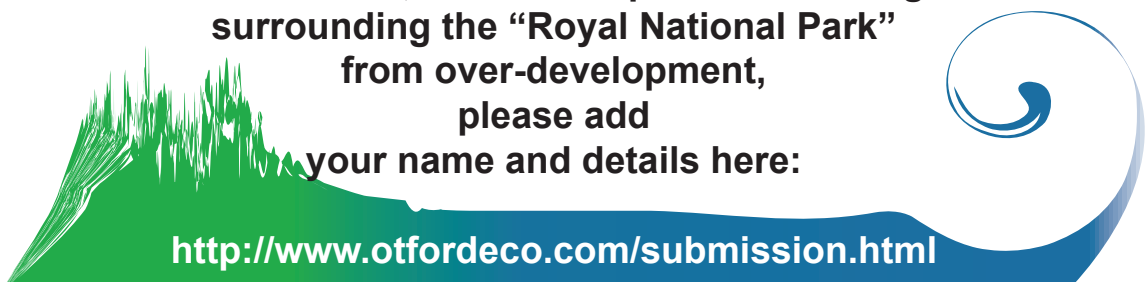 surrounding the “Royal National Park”
from over-development,
please add
your name and details here:
http://www.otfordeco.com/submission.html